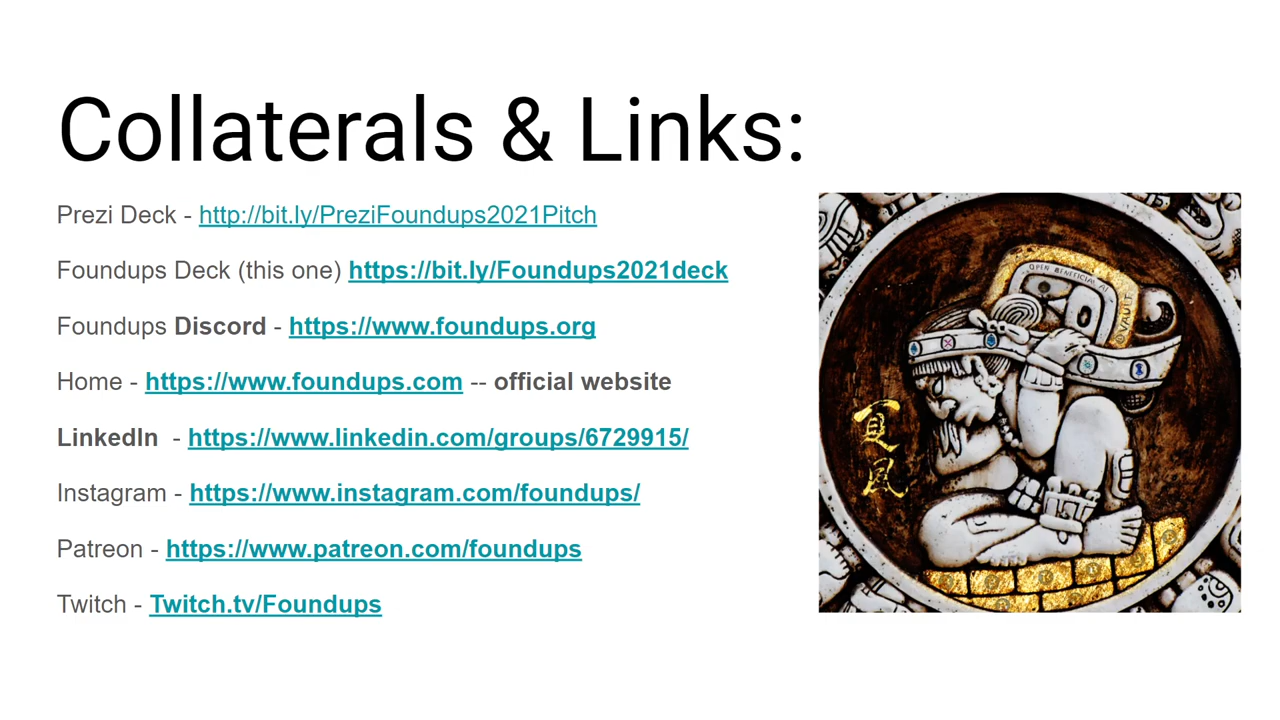 Collaterals & Links:
Prezi Deck - http://bit.ly/PreziFoundups2021Pitch
Foundups Deck (this one) https://bit.ly/Foundups2021deck
Foundups Discord - https://www.foundups.org
Home - https://www.foundups.com -- official website
LinkedIn - https://www.linkedin.com/groups/6729915/
Instagram - https://www.instagram.com/foundups/
Patreon - https://www.patreon.com/foundups
Twitch - Twitch.tv/Foundups
OPEN BENEFICIAL AI
VAULT